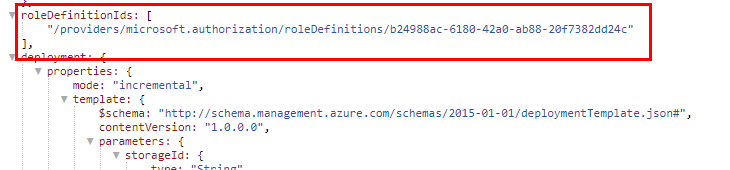 roleDefinitionIds: [
"/providers/microsoft.authorization/roleDefinitions/b24988ac-6180-42a0-ab88-20f7382dd24c"
],
deployment: {
properties: {
mode: "incremental",
template: {
$schema: "http://schema.management.azure.com/schemas/2015-01-01/deploymentTemplate.json#",
contentVersion: "1.0.0.0",
parameters: {
storageId: {
type: "String"